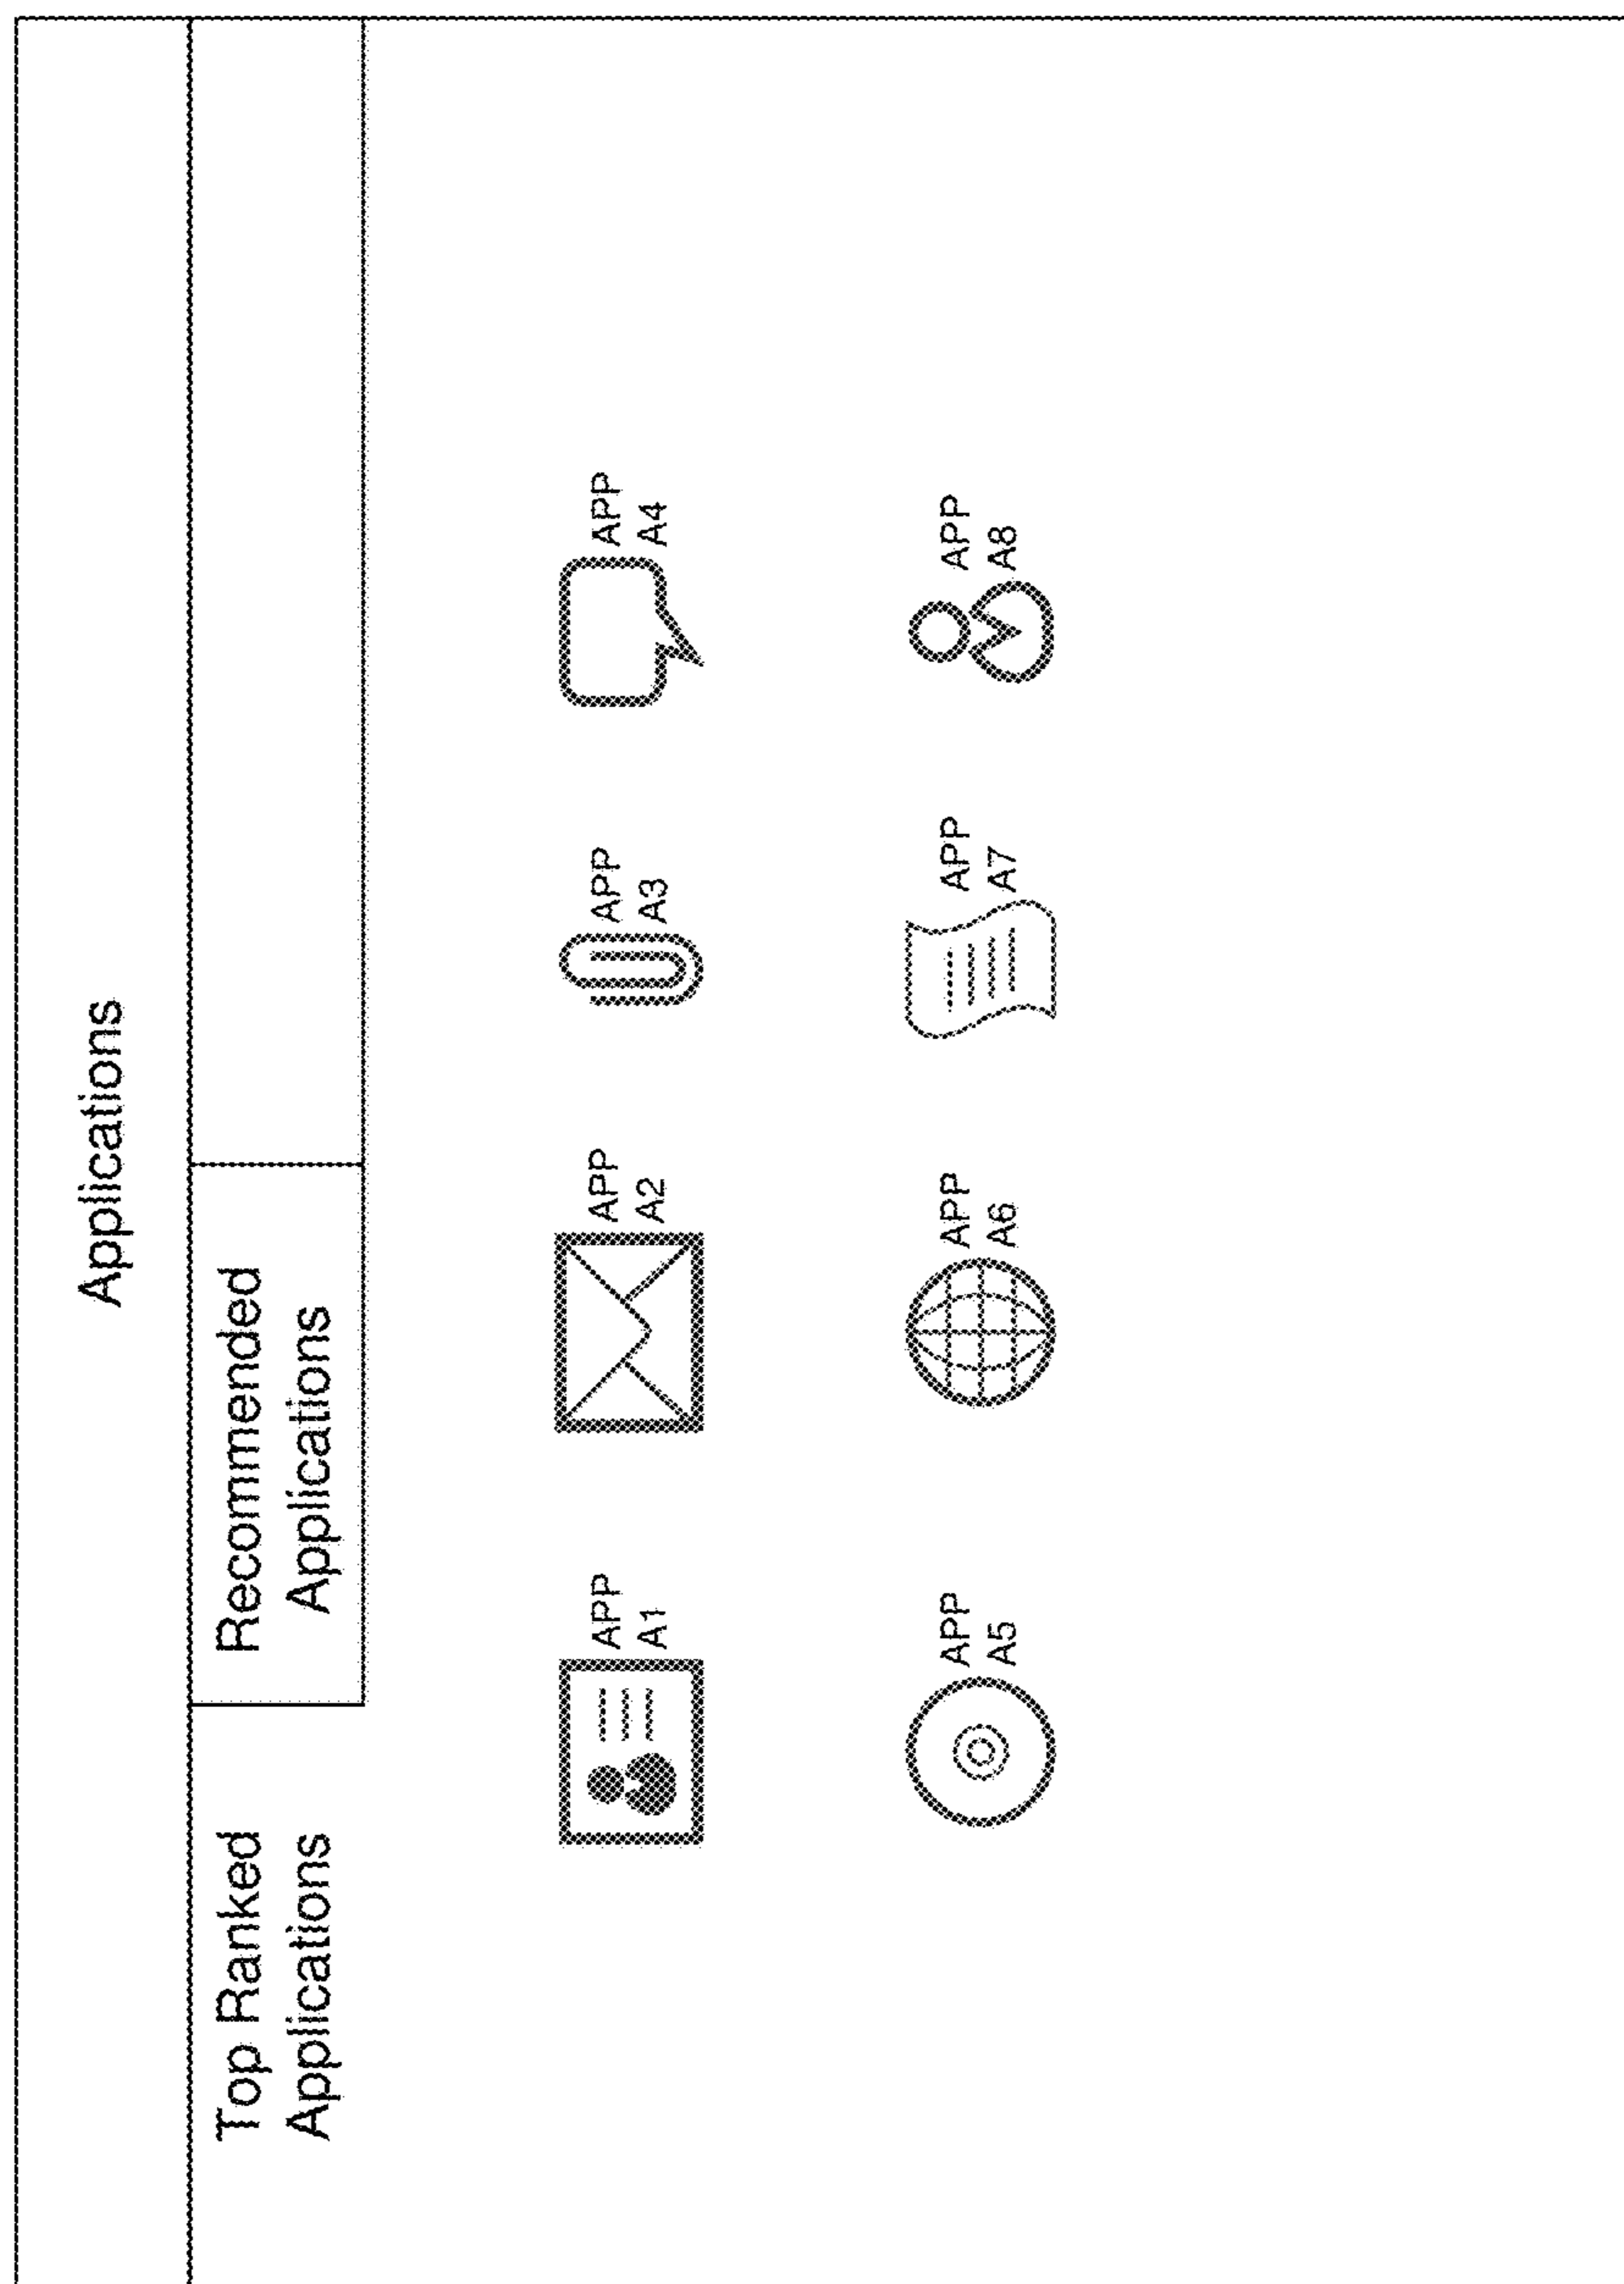 Applications
Top Ranked
Applications
Recommended
Applications
APP
A1
APP
A2
APP
A3
APP
A4
APP
A5
APP
A6
APP
A7
APP
A8